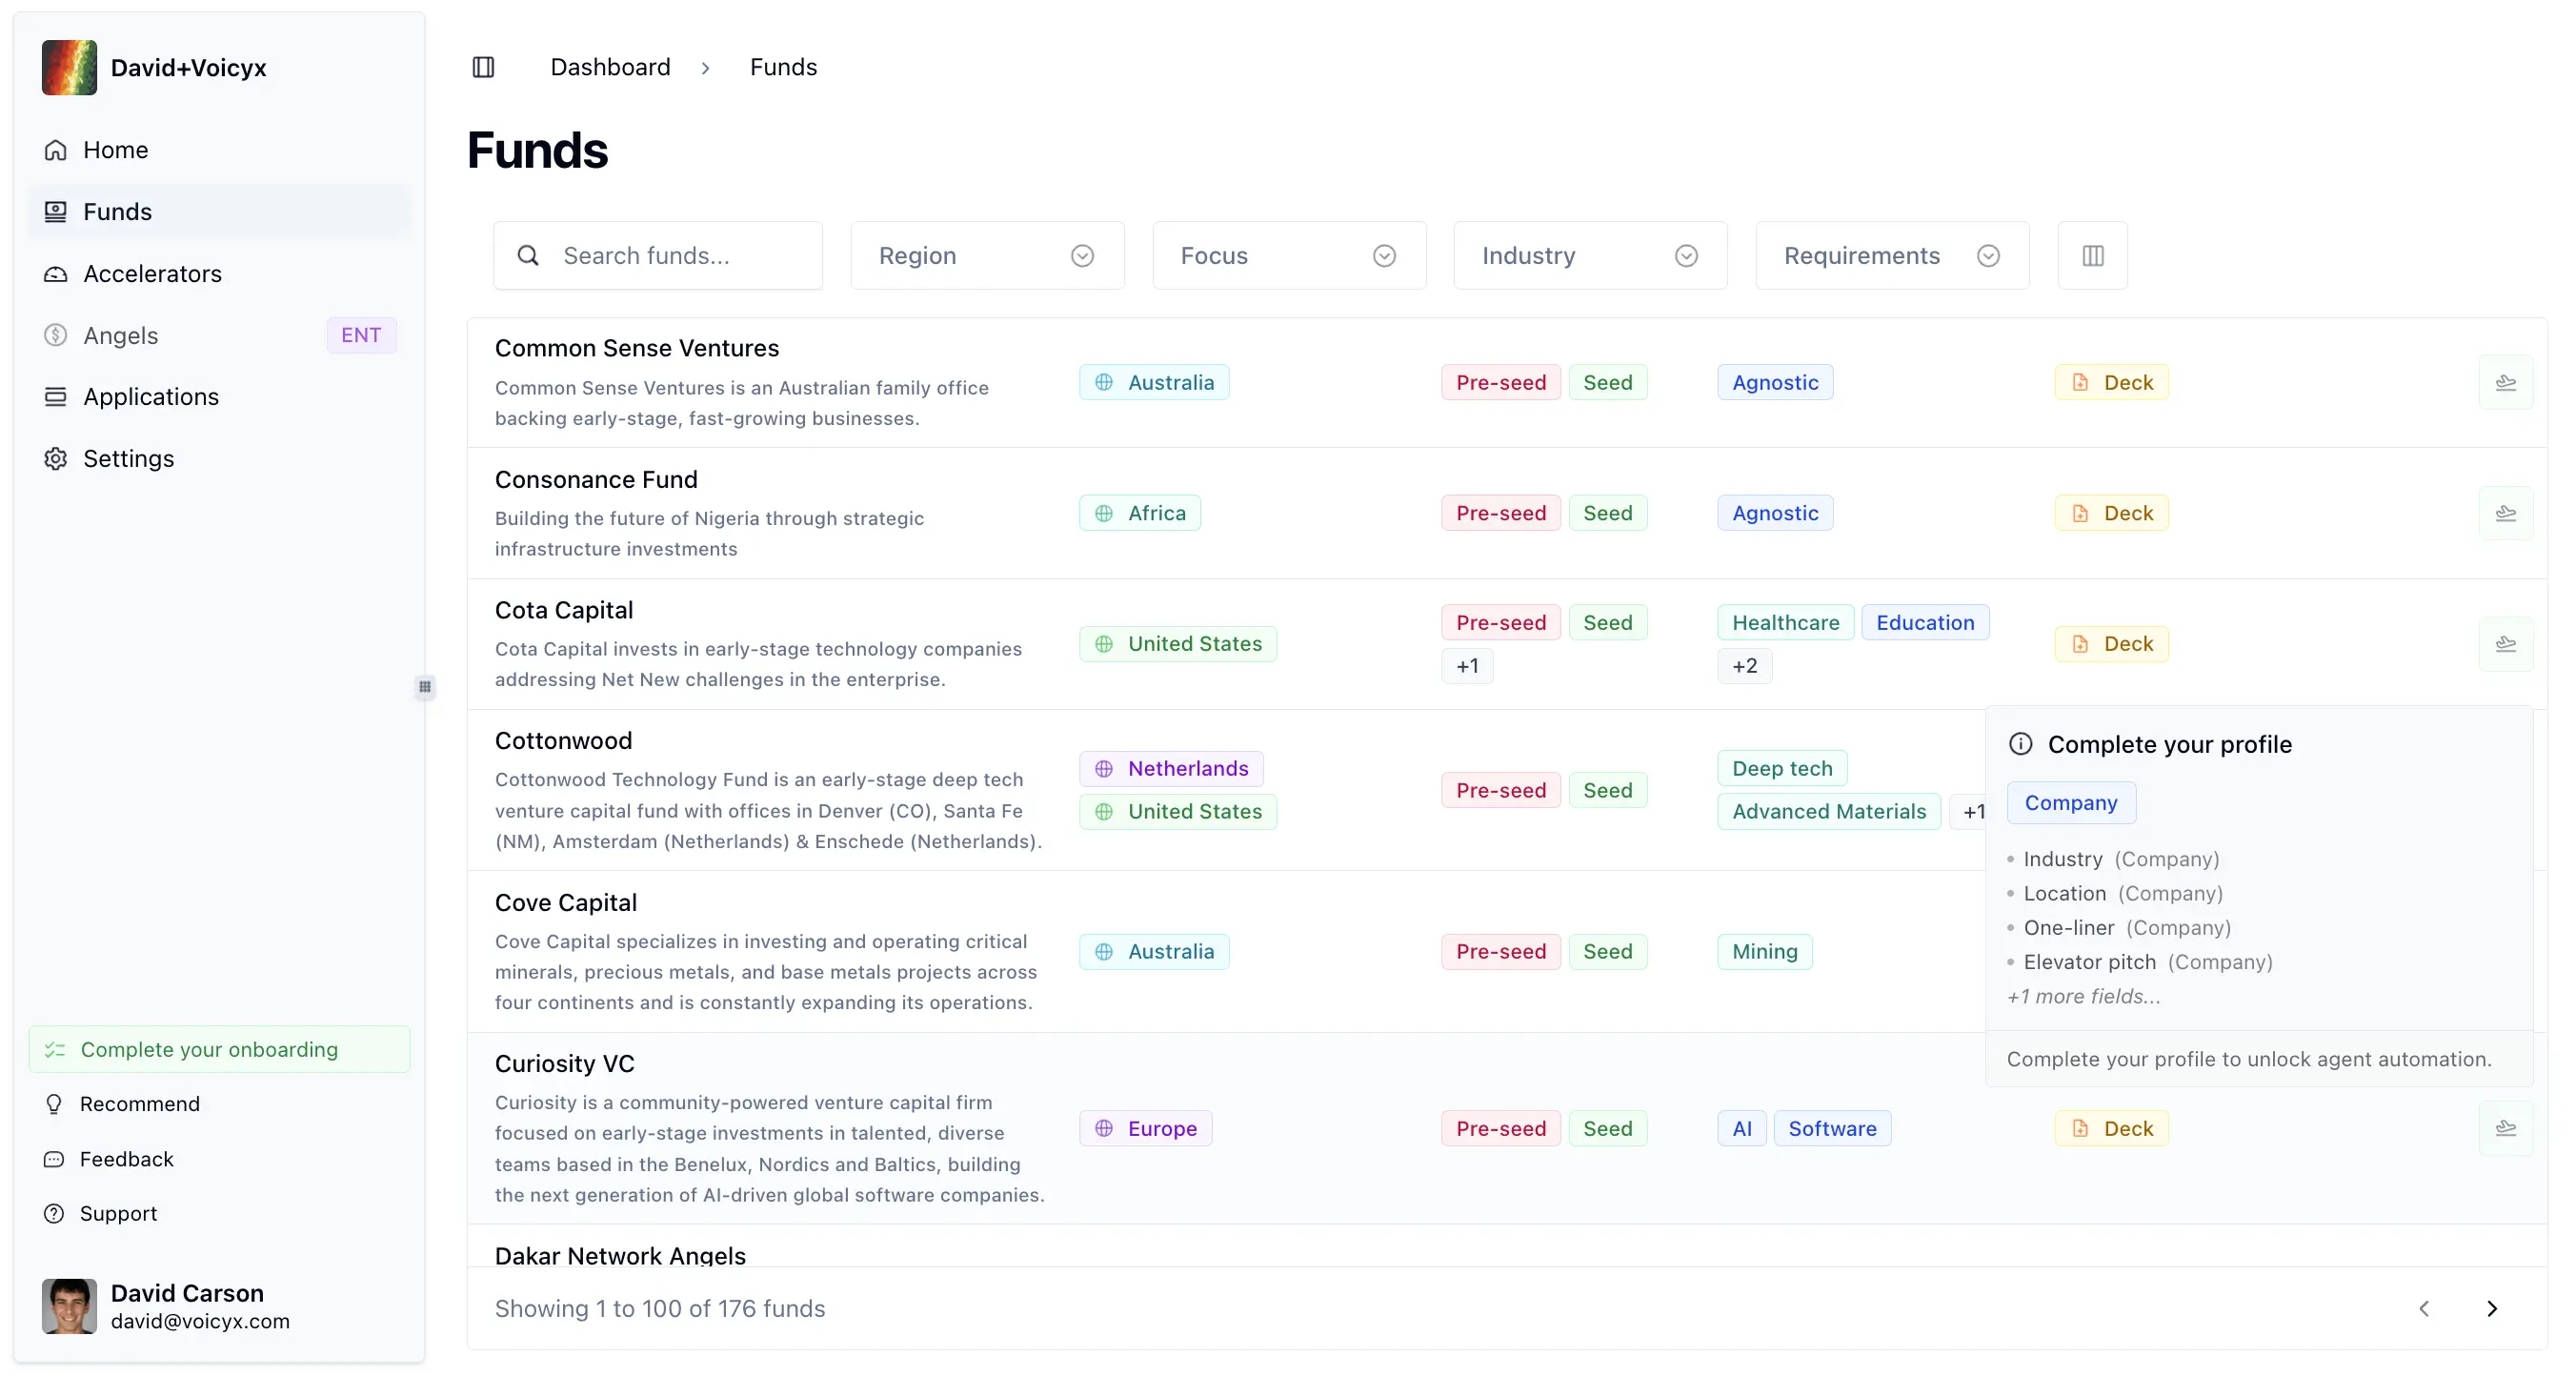 David+Voicyx
Home
Funds
Accelerators
Angels ENT
Applications
Settings
Complete your onboarding
Recommend
Feedback
Support
David Carson
david@voicyx.com
Dashboard > Funds
Funds
Search funds... Region Focus Industry Requirements
Common Sense Ventures
Common Sense Ventures is an Australian family office
backing early-stage, fast-growing businesses.
Australia Pre-seed Seed Agnostic Deck
Consonance Fund
Building the future of Nigeria through strategic
infrastructure investments
Africa Pre-seed Seed Agnostic Deck
Cota Capital
Cota Capital invests in early-stage technology companies
addressing Net New challenges in the enterprise.
United States
Pre-seed Seed
+1
Healthcare Education
+2
Deck
Cottonwood
Cottonwood Technology Fund is an early-stage deep tech
venture capital fund with offices in Denver (CO), Santa Fe
(NM), Amsterdam (Netherlands) & Enschede (Netherlands).
Netherlands
United States
Pre-seed Seed
Deep tech
Advanced Materials +1
Cove Capital
Cove Capital specializes in investing and operating critical
minerals, precious metals, and base metals projects across
four continents and is constantly expanding its operations.
Australia Pre-seed Seed Mining
Complete your profile
Company
• Industry (Company)
• Location (Company)
• One-liner (Company)
• Elevator pitch (Company)
+1 more fields...
Complete your profile to unlock agent automation.
Curiosity VC
Curiosity is a community-powered venture capital firm
focused on early-stage investments in talented, diverse
teams based in the Benelux, Nordics and Baltics, building
the next generation of AI-driven global software companies.
Europe Pre-seed Seed AI Software Deck
Dakar Network Angels
Showing 1 to 100 of 176 funds